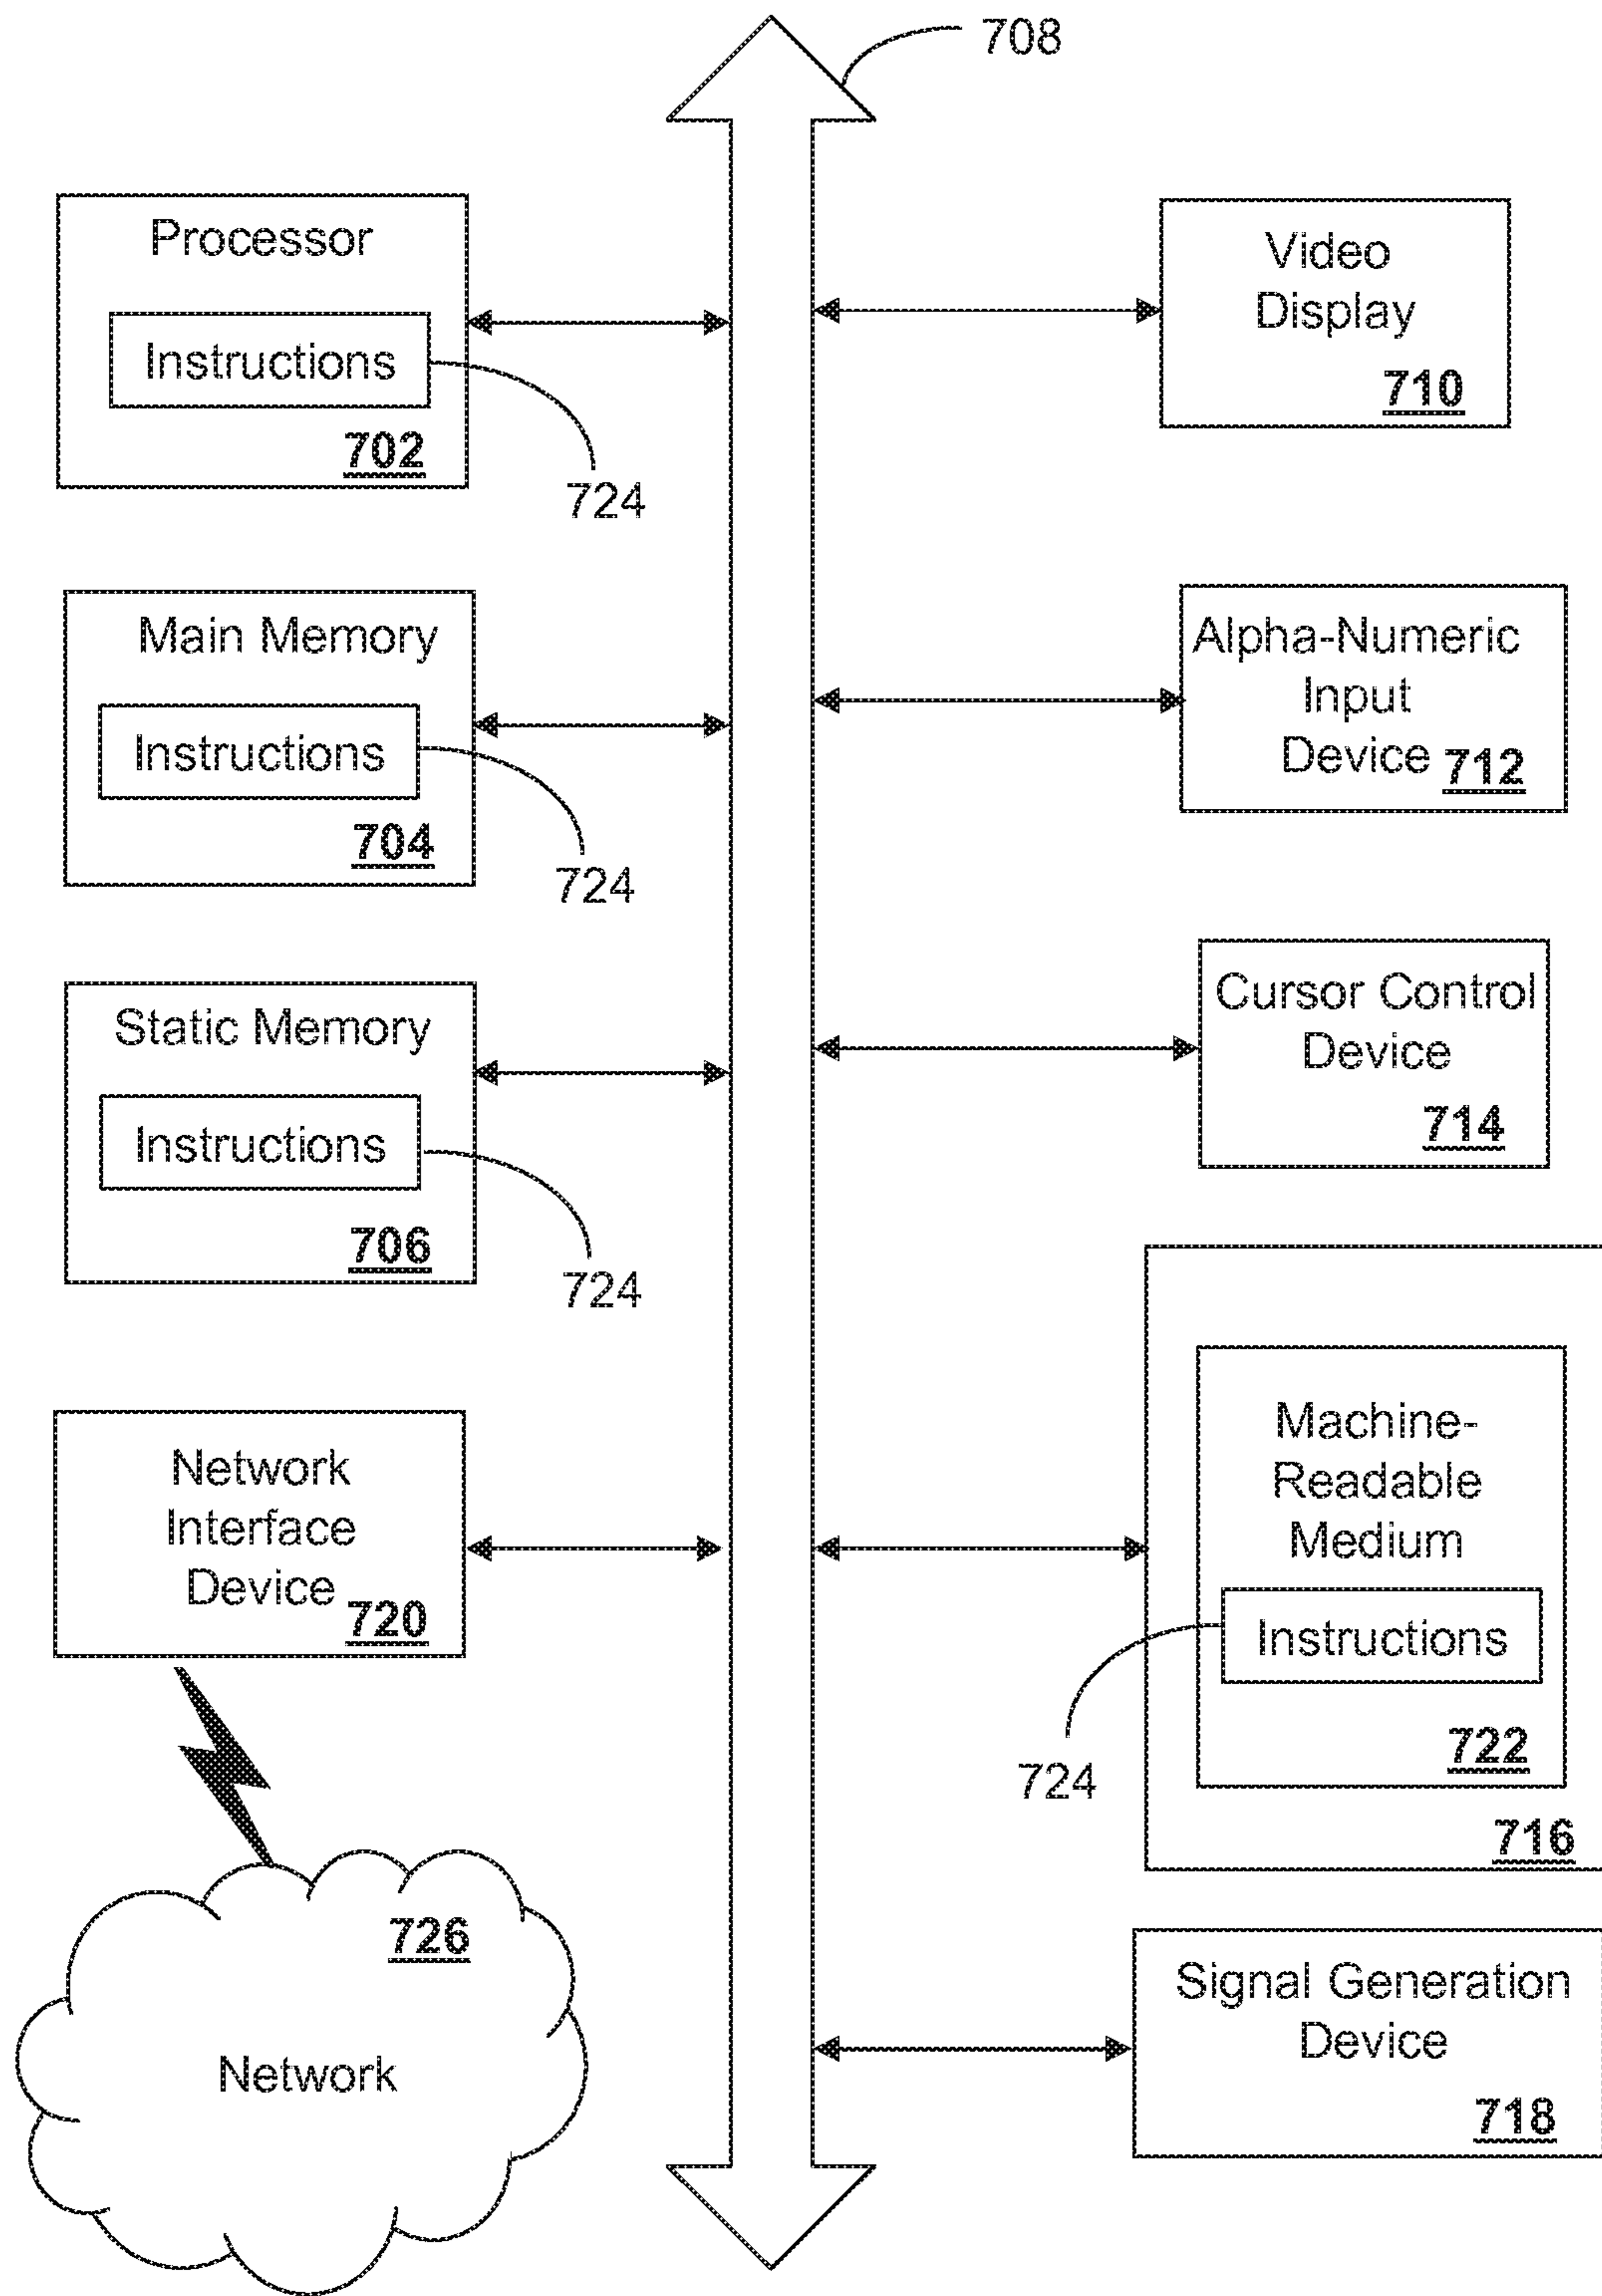 708
Processor
Instructions
702
724
Main Memory
Instructions
704
724
Static Memory
Instructions
706
724
Network
Interface
Device
720
726
Network
Video
Display
710
Alpha-Numeric
Input
Device
712
Cursor Control
Device
714
Machine-
Readable
Medium
Instructions
722
724
716
Signal Generation
Device
718